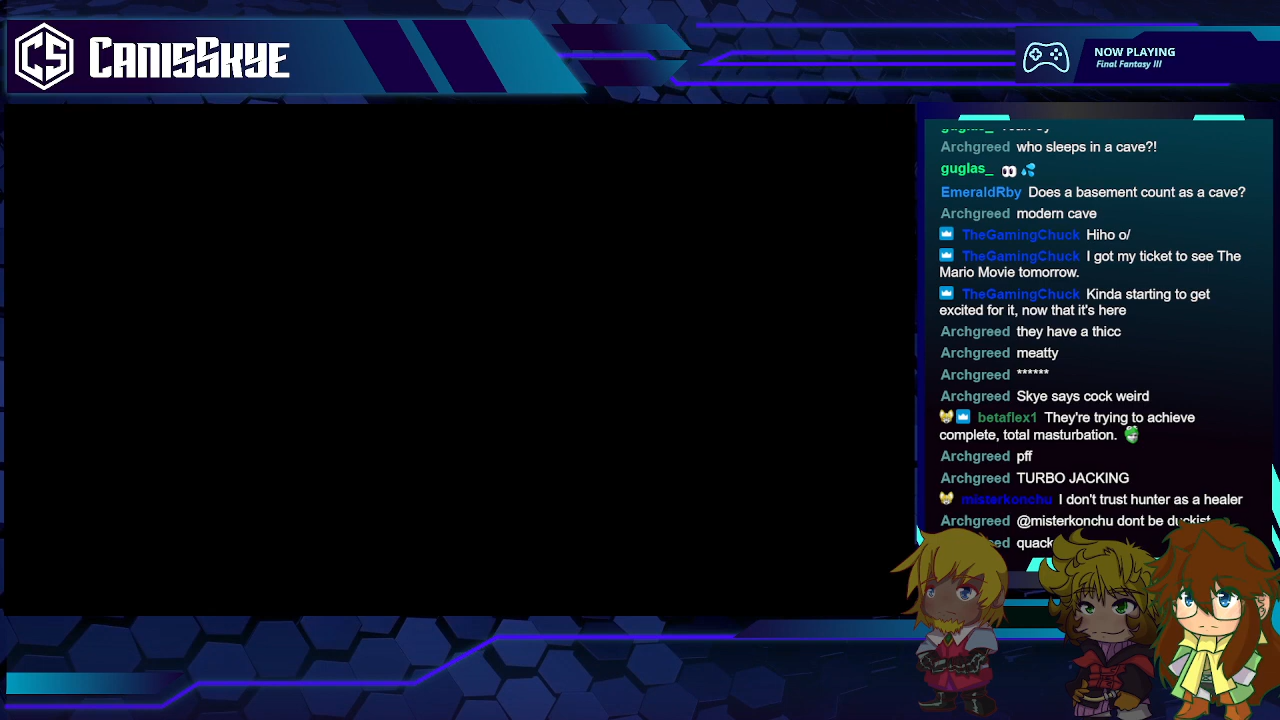 CS CANISSKYE
NOW PLAYING
Final Fantasy III
Archgreed who sleeps in a cave?!
guglas_ 👀💦
EmeraldRby Does a basement count as a cave?
Archgreed modern cave
TheGamingChuck Hiho o/
TheGamingChuck I got my ticket to see The
Mario Movie tomorrow.
TheGamingChuck Kinda starting to get
excited for it, now that it's here
Archgreed they have a thicc
Archgreed meatty
Archgreed ******
Archgreed Skye says cock weird
betaflex1 They're trying to achieve
complete, total masturbation.
Archgreed pff
Archgreed TURBO JACKING
misterkonchu I don't trust hunter as a healer
Archgreed @misterkonchu dont be duckist
quack